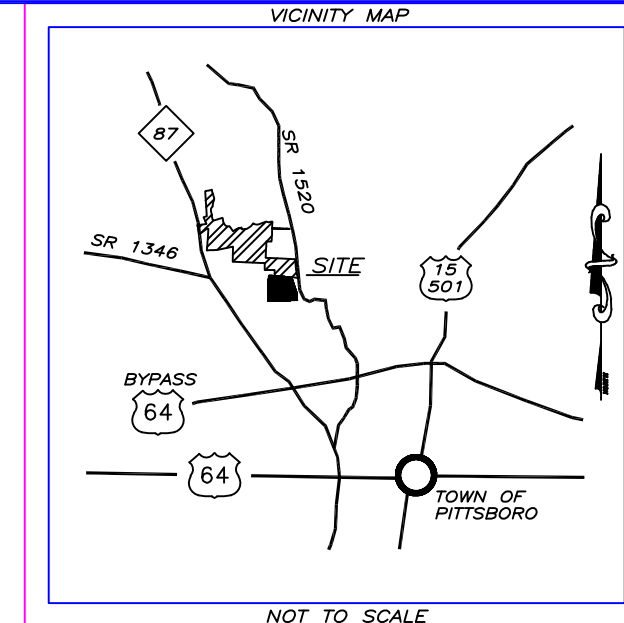 VICINITY MAP
87
SR 1520
SR 1346
SITE
15
501
BYPASS
64
64
TOWN OF
PITTSBORO
NOT TO SCALE